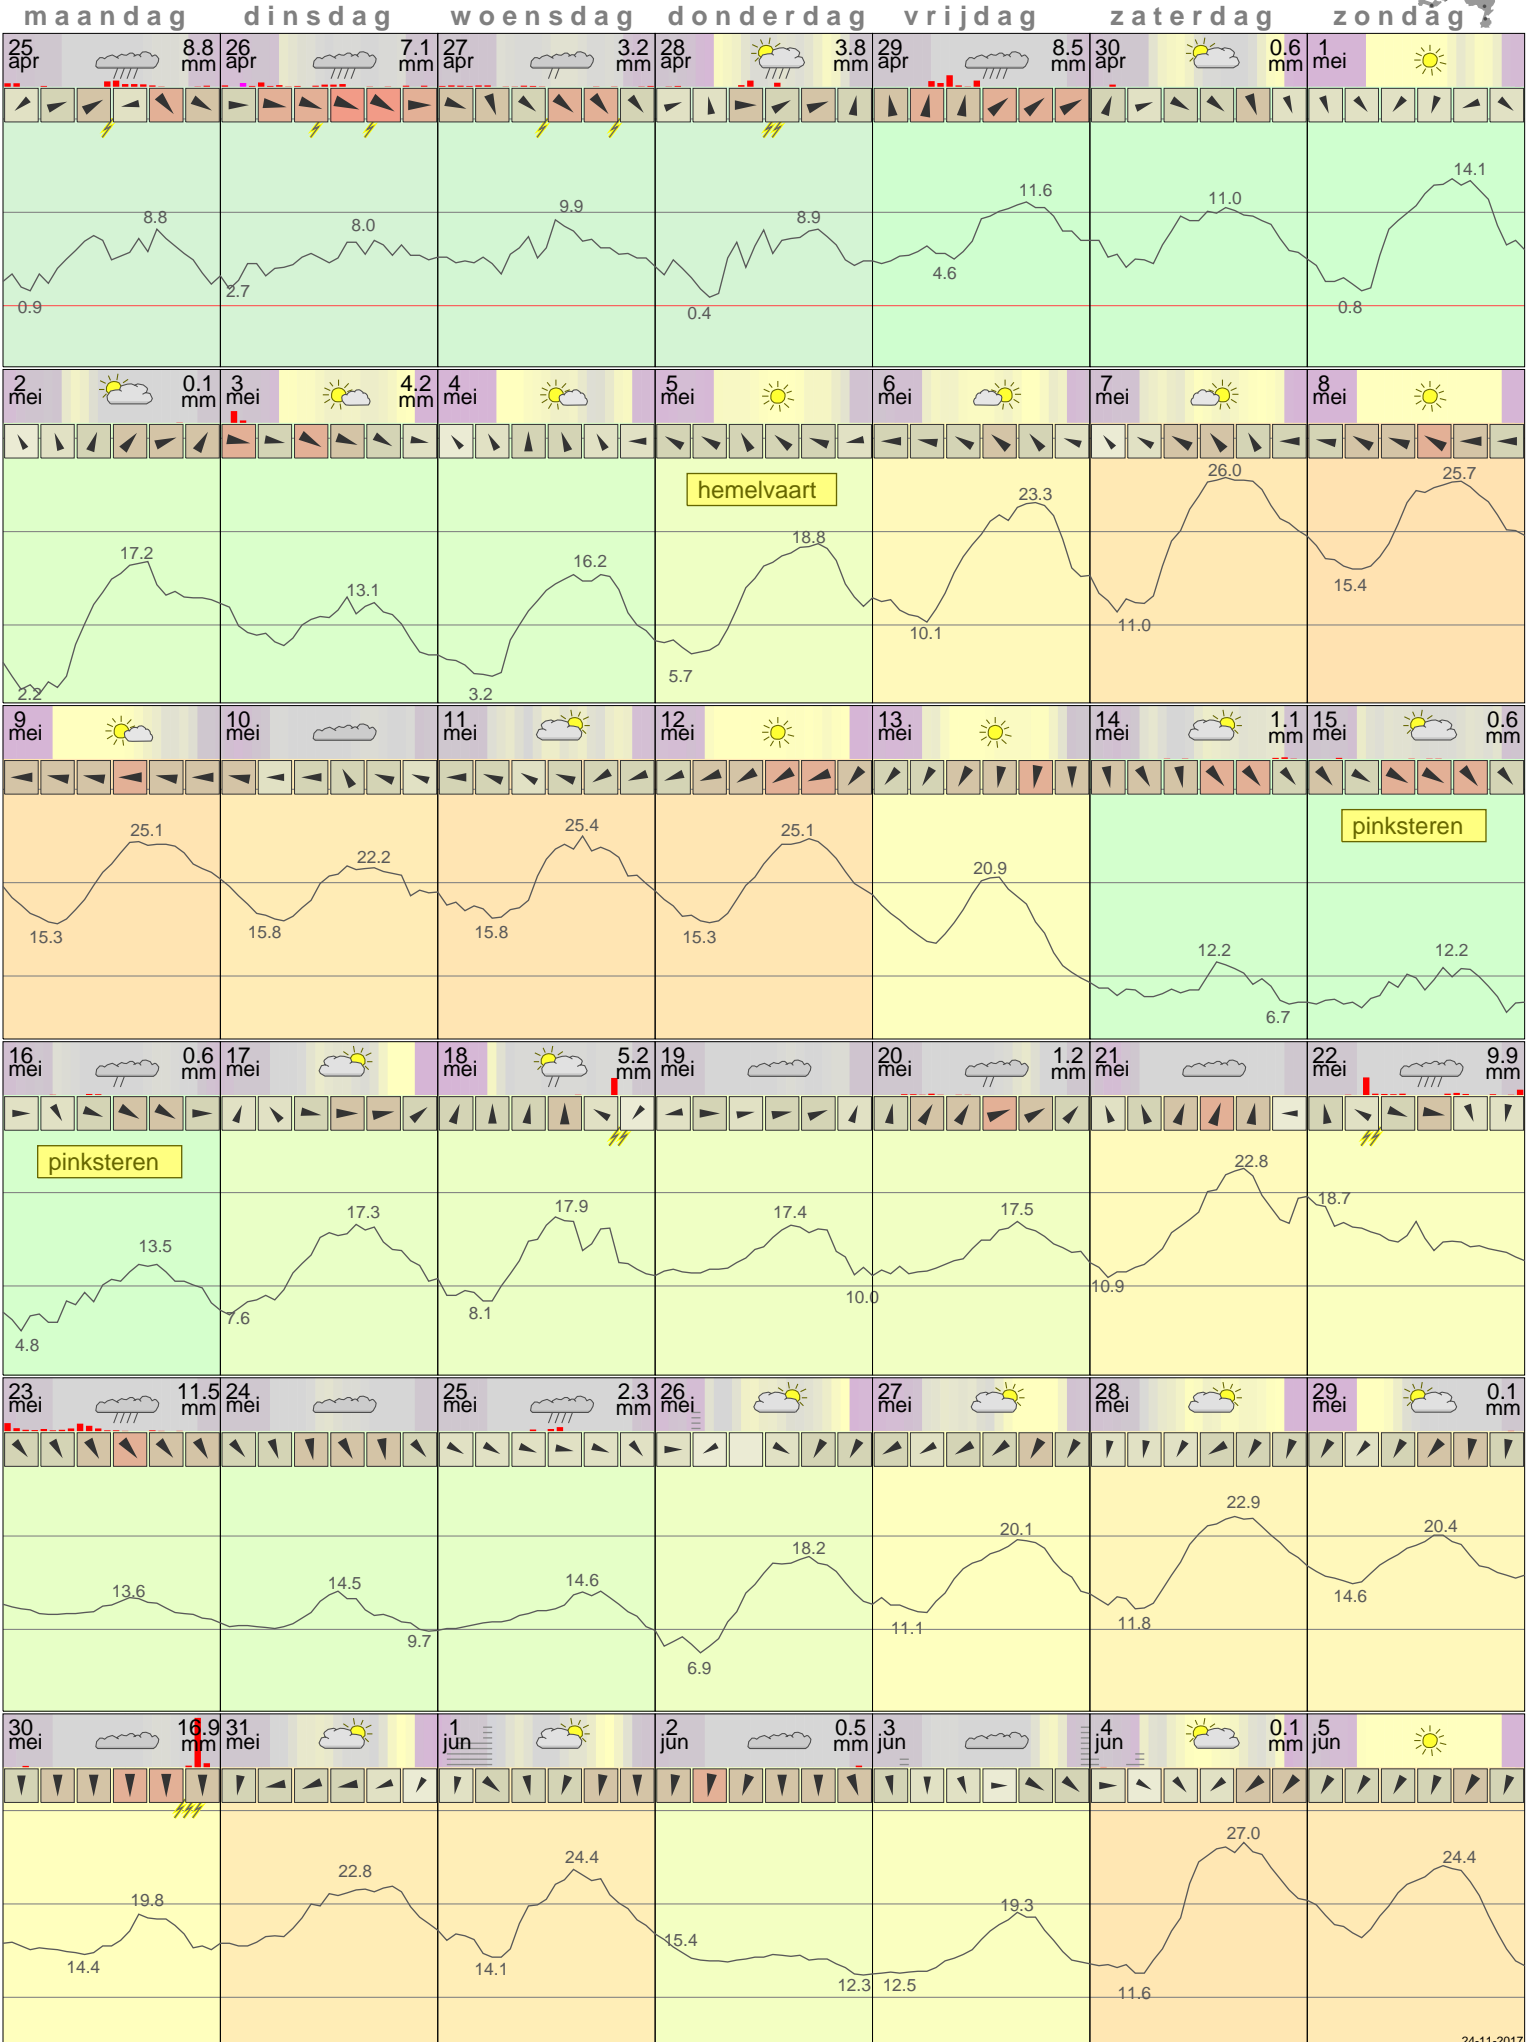 maandag dinsdag woensdag donderdag vrijdag zaterdag zondag
25 apr 8.8 mm 26 apr 7.1 mm 27 apr 3.2 mm 28 apr 3.8 mm 29 apr 8.5 mm 30 apr 0.6 mm 1 mei
14.1
11.6 11.0
9.9
8.8 8.0 8.9
4.6
2.7
0.9 0.4 0.8
2 mei 0.1 mm 3 mei 4.2 mm 4 mei 5 mei 6 mei 7 mei 8 mei
26.0 25.7
hemelvaart 23.3
17.2 18.8
13.1 16.2
15.4
10.1 11.0
2.2 3.2 5.7
9 mei 10 mei 11 mei 12 mei 13 mei 14 mei 1.1 mm 15 mei 0.6 mm
pinksteren
25.1 22.2 25.4 25.1 20.9
15.3 15.8 15.8 15.3 12.2 12.2
6.7
16 mei 0.6 mm 17 mei 18 mei 5.2 mm 19 mei 20 mei 1.2 mm 21 mei 22 mei 9.9 mm
pinksteren 22.8
18.7
13.5 17.3 17.9 17.4 17.5
10.9
4.8 7.6 8.1 10.0
23 mei 11.5 mm 24 mei 25 mei 2.3 mm 26 mei 27 mei 28 mei 29 mei 0.1 mm
22.9
18.2 20.1 20.4
13.6 14.5 14.6 14.6
9.7 6.9 11.1 11.8
30 mei 16.9 mm 31 mei 1 jun 2 jun 0.5 mm 3 jun 4 jun 0.1 mm 5 jun
27.0
19.8 22.8 24.4 19.3 24.4
15.4
14.4 14.1 12.3 12.5 11.6
24-11-2017